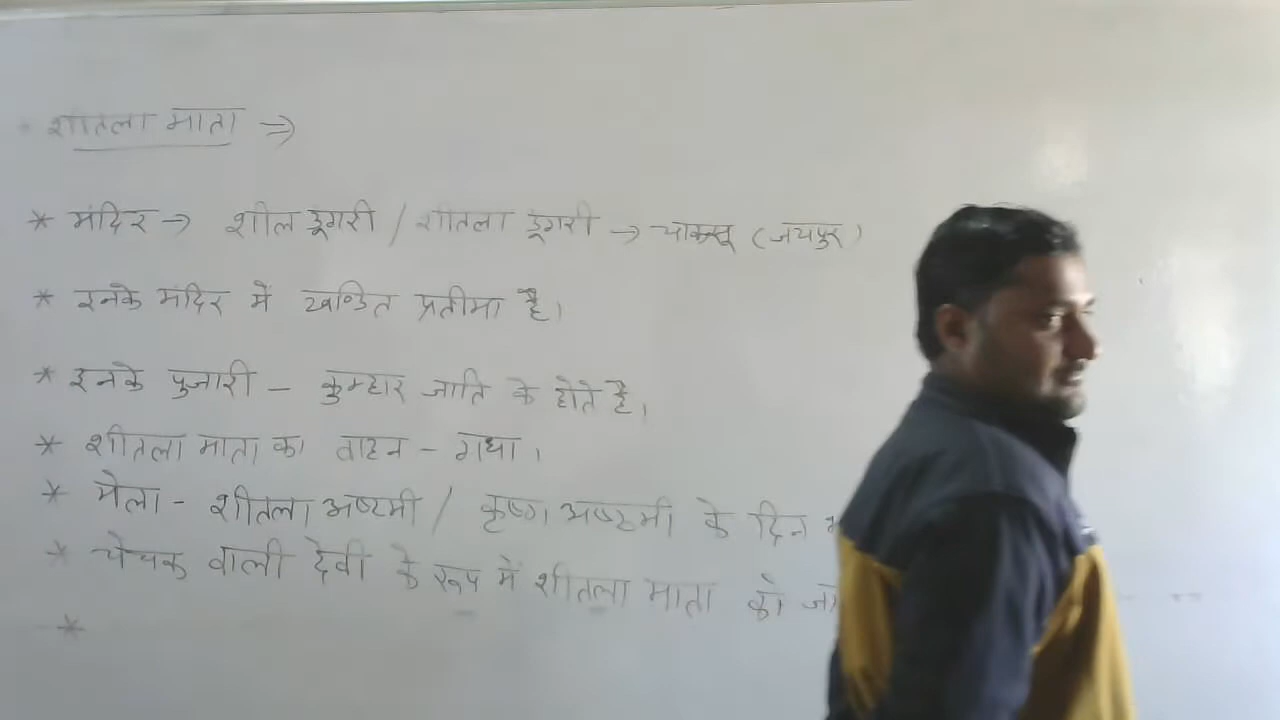 शीतला माता ⇒
* मंदिर → शील डूंगरी / शीतला डूंगरी → चाकसू (जयपुर)
* इनके मंदिर में खण्डित प्रतीमा है।
* इनके पुजारी – कुम्हार जाति के होते है।
* शीतला माता का वाहन – गधा।
* मेला - शीतला अष्टमी / कृष्ण अष्टमी के दिन
* चेचक वाली देवी के रूप में शीतला माता को
*